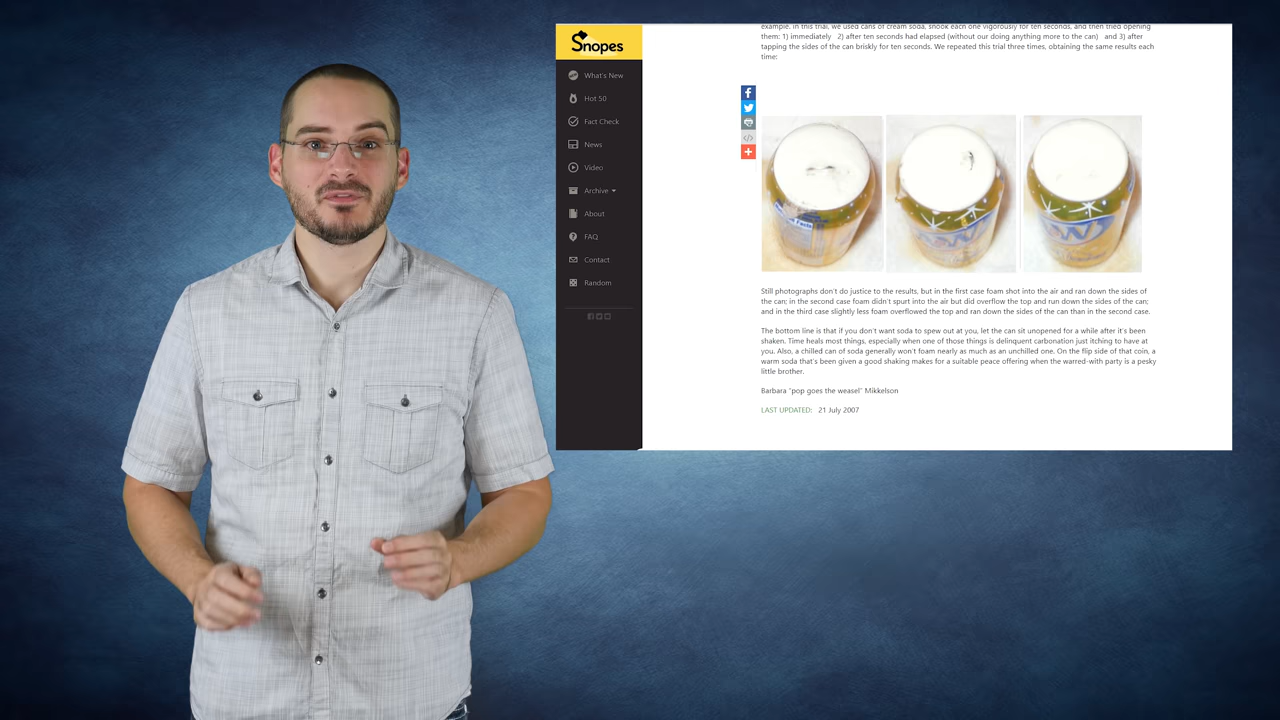 Snopes
What's New
Hot 50
Fact Check
News
Video
Archive
About
FAQ
Contact
Random
example, in this trial, we used cans of cream soda, shook each one vigorously for ten seconds, and then tried opening
them: 1) immediately 2) after ten seconds had elapsed (without our doing anything more to the can) and 3) after
tapping the sides of the can briskly for ten seconds. We repeated this trial three times, obtaining the same results each
time:
Still photographs don't do justice to the results, but in the first case foam shot into the air and ran down the sides of
the can; in the second case foam didn't spurt into the air but did overflow the top and run down the sides of the can;
and in the third case slightly less foam overflowed the top and ran down the sides of the can than in the second case.
The bottom line is that if you don't want soda to spew out at you, let the can sit unopened for a while after it's been
shaken. Time heals most things, especially when one of those things is delinquent carbonation just itching to have at
you. Also, a chilled can of soda generally won't foam nearly as much as an unchilled one. On the flip side of that coin, a
warm soda that's been given a good shaking makes for a suitable peace offering when the warred-with party is a pesky
little brother.
Barbara "pop goes the weasel" Mikkelson
LAST UPDATED: 21 July 2007